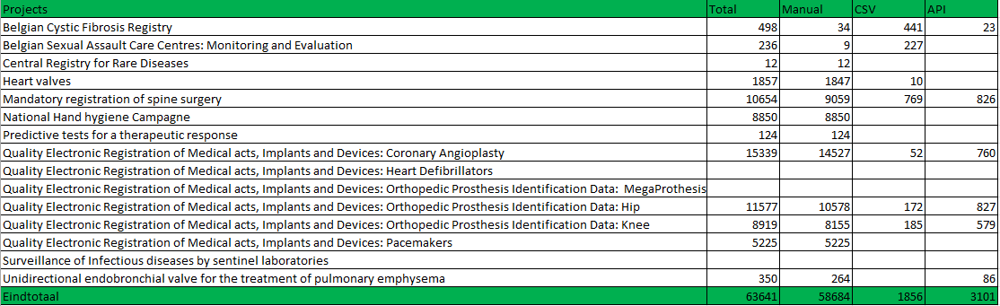 Projects Total Manual CSV API
Belgian Cystic Fibrosis Registry 498 34 441 23
Belgian Sexual Assault Care Centres: Monitoring and Evaluation 236 9 227
Central Registry for Rare Diseases 12 12
Heart valves 1857 1847 10
Mandatory registration of spine surgery 10654 9059 769 826
National Hand hygiene Campagne 8850 8850
Predictive tests for a therapeutic response 124 124
Quality Electronic Registration of Medical acts, Implants and Devices: Coronary Angioplasty 15339 14527 52 760
Quality Electronic Registration of Medical acts, Implants and Devices: Heart Defibrillators
Quality Electronic Registration of Medical acts, Implants and Devices: Orthopedic Prosthesis Identification Data: MegaProthesis
Quality Electronic Registration of Medical acts, Implants and Devices: Orthopedic Prosthesis Identification Data: Hip 11577 10578 172 827
Quality Electronic Registration of Medical acts, Implants and Devices: Orthopedic Prosthesis Identification Data: Knee 8919 8155 185 579
Quality Electronic Registration of Medical acts, Implants and Devices: Pacemakers 5225 5225
Surveillance of Infectious diseases by sentinel laboratories
Unidirectional endobronchial valve for the treatment of pulmonary emphysema 350 264 86
Eindtotaal 63641 58684 1856 3101